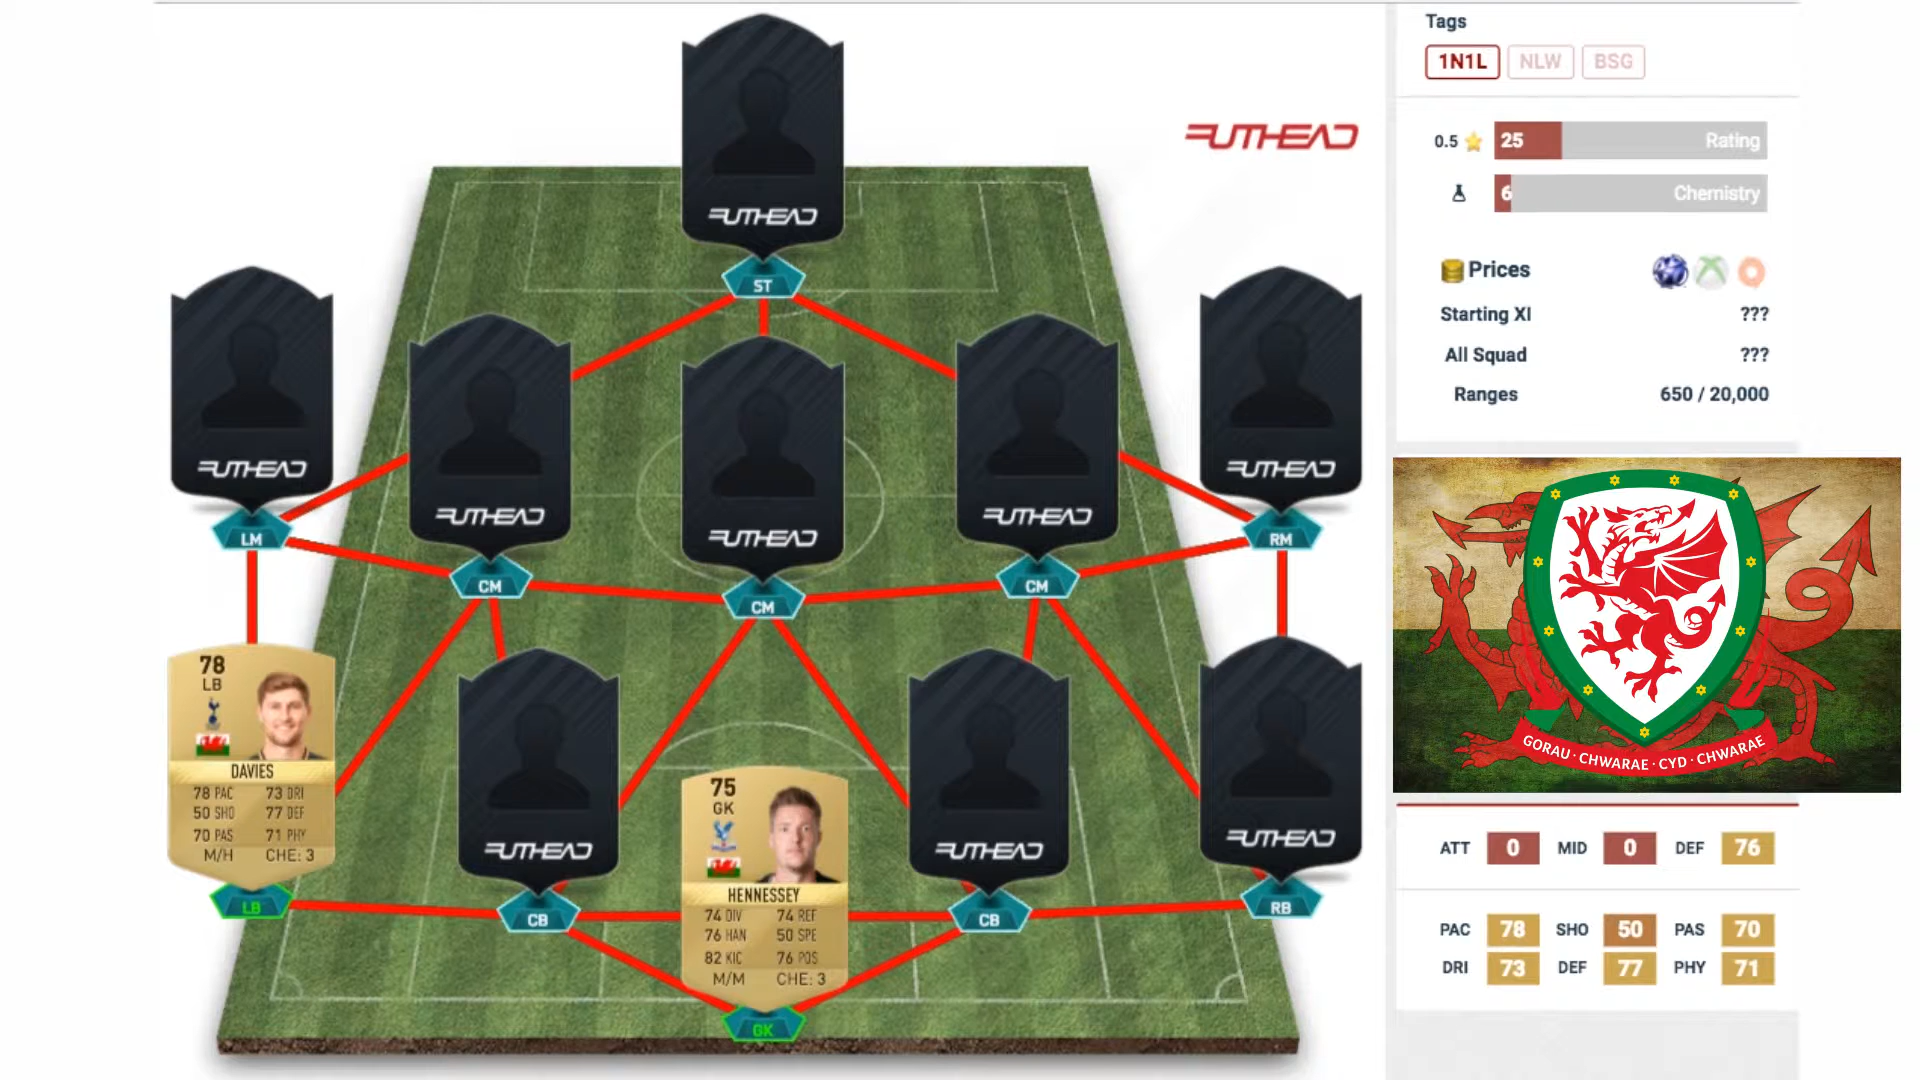 FUTHEAD
ST
FUTHEAD
FUTHEAD
LM
FUTHEAD
CM
FUTHEAD
CM
FUTHEAD
CM
FUTHEAD
RM
78
LB
DAVIES
78 PAC 73 DRI
50 SHO 77 DEF
70 PAS 71 PHY
M/H CHE: 3
LB
FUTHEAD
CB
75
GK
HENNESSEY
74 DIV 74 REF
76 HAN 50 SPE
82 KIC 76 POS
M/M CHE: 3
GK
FUTHEAD
CB
FUTHEAD
RB
Tags
1N1L NLW BSG
0.5 25 Rating
6 Chemistry
Prices
Starting XI ???
All Squad ???
Ranges 650 / 20,000
GORAU · CHWARAE · CYD · CHWARAE
ATT 0 MID 0 DEF 76
PAC 78 SHO 50 PAS 70
DRI 73 DEF 77 PHY 71